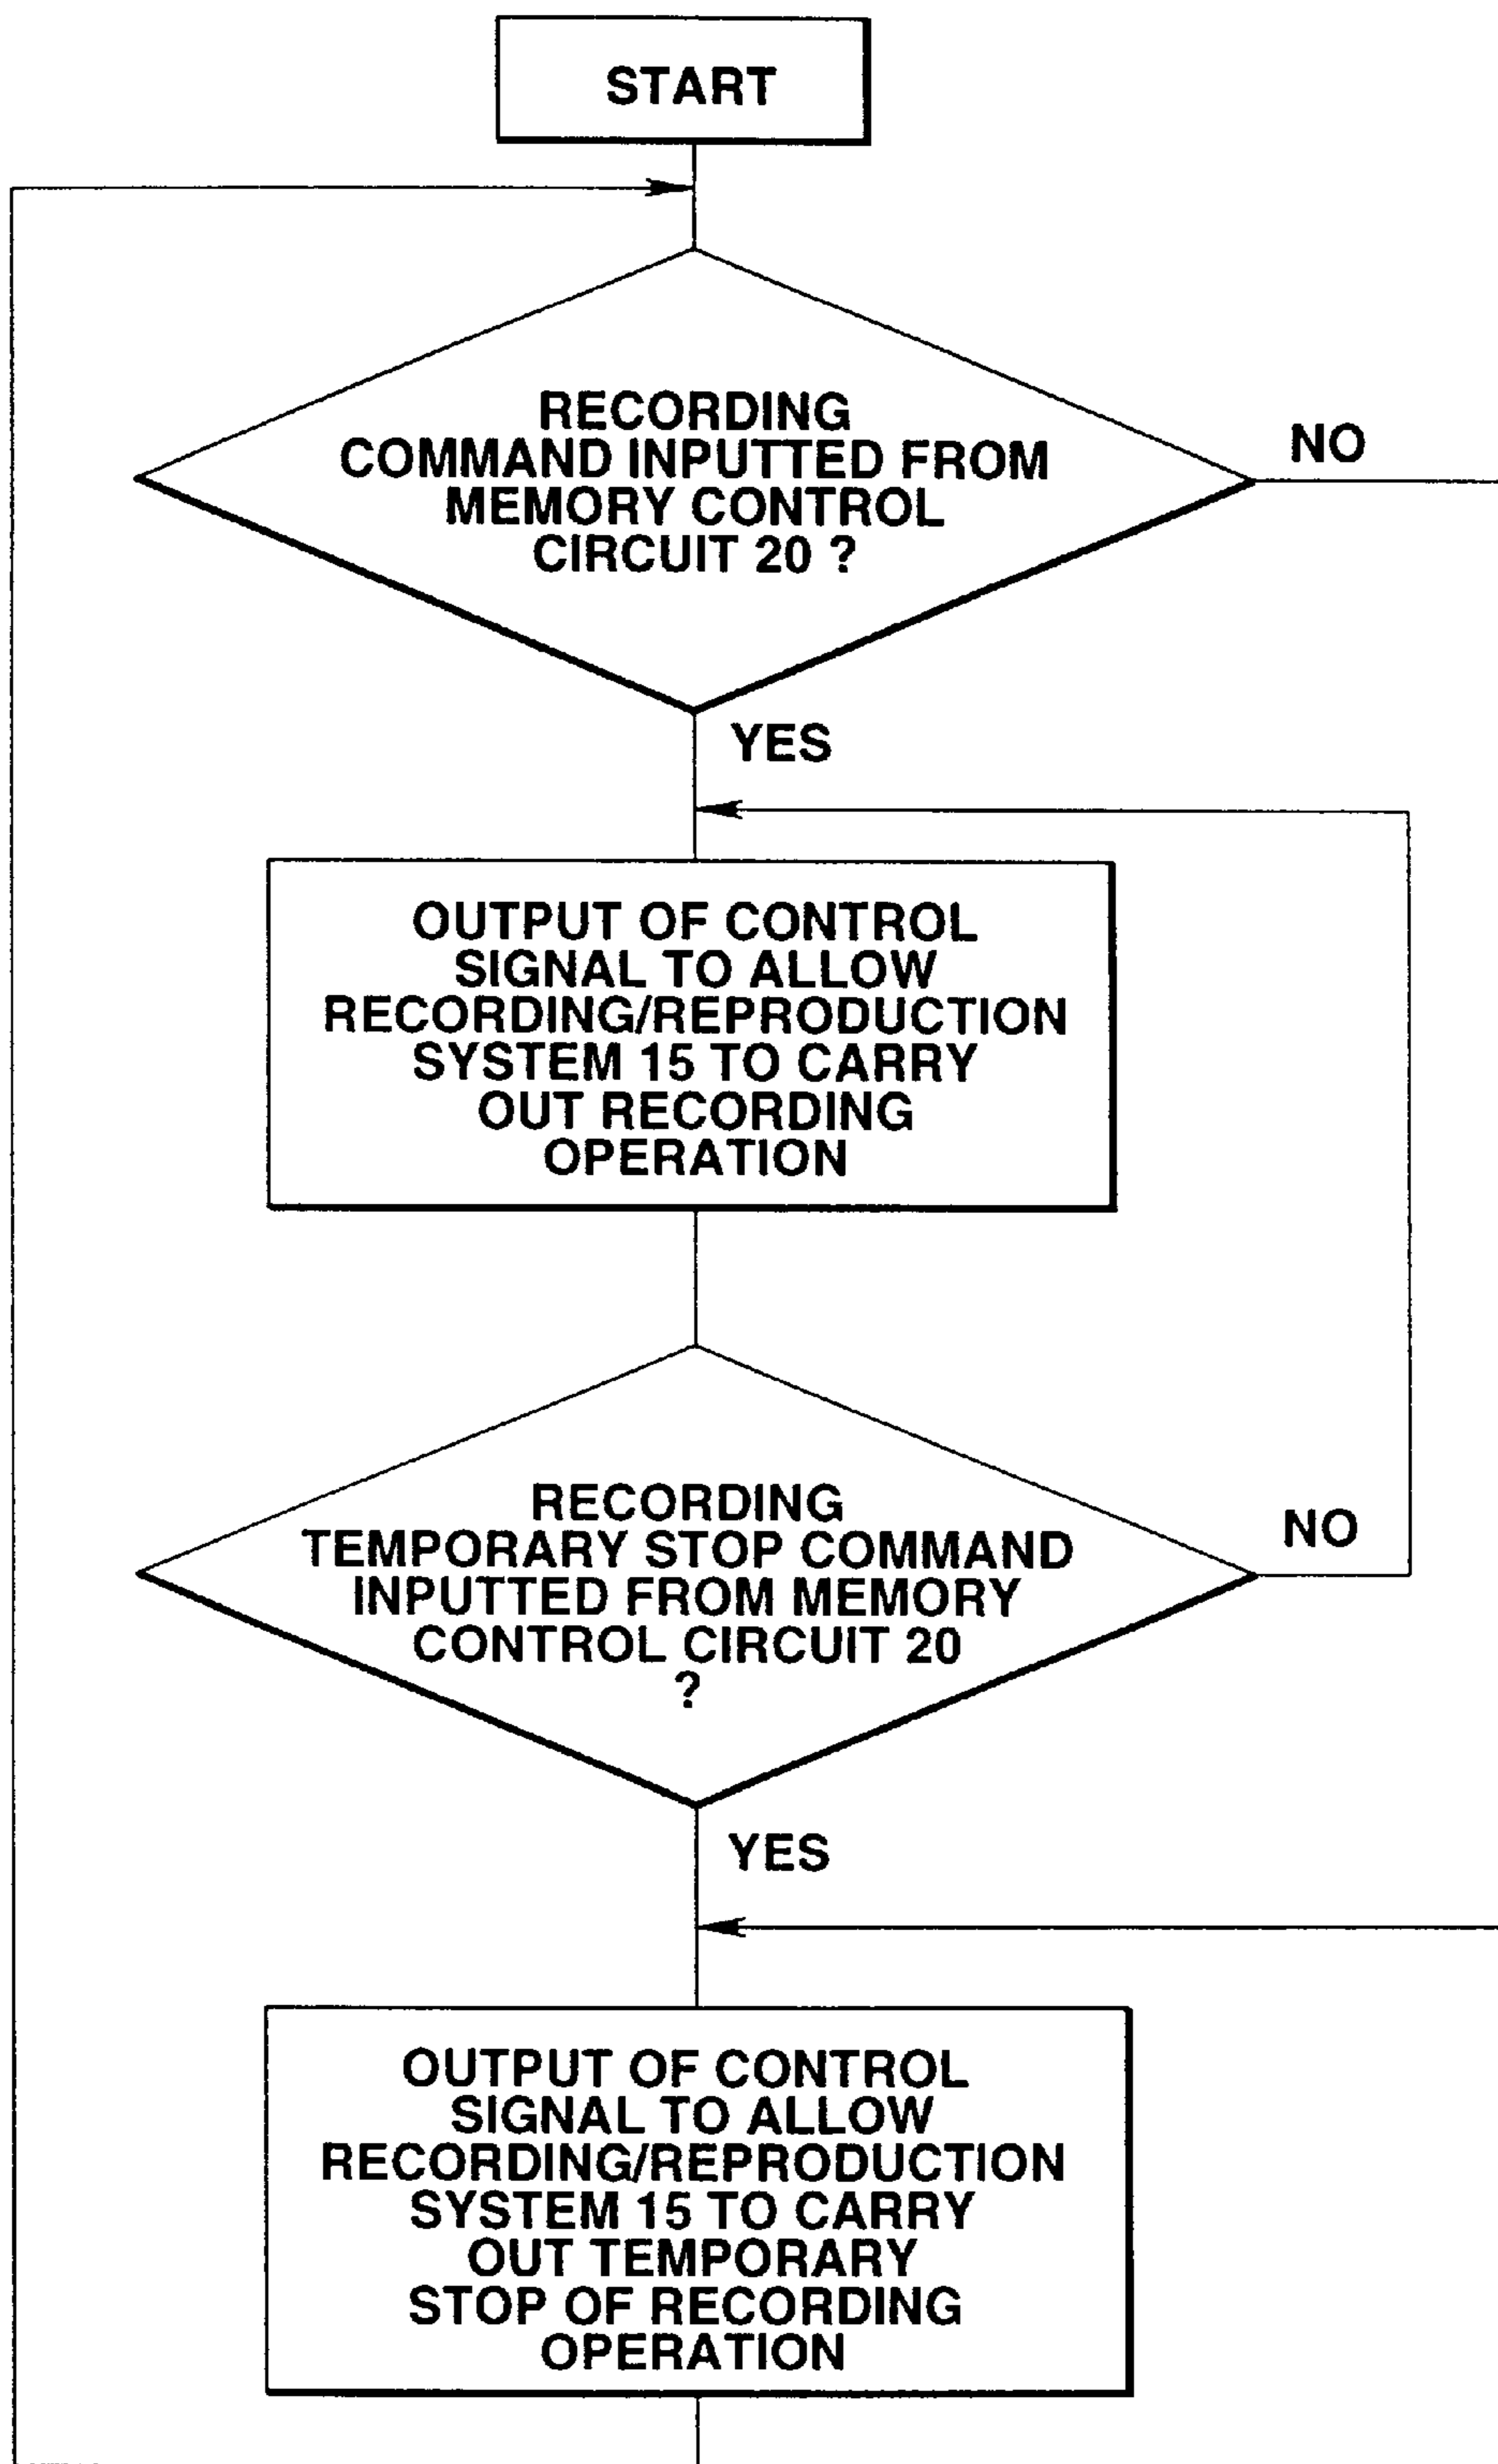 START
RECORDING
COMMAND INPUTTED FROM
MEMORY CONTROL
CIRCUIT 20 ?
NO
YES
OUTPUT OF CONTROL
SIGNAL TO ALLOW
RECORDING/REPRODUCTION
SYSTEM 15 TO CARRY
OUT RECORDING
OPERATION
RECORDING
TEMPORARY STOP COMMAND
INPUTTED FROM MEMORY
CONTROL CIRCUIT 20
?
NO
YES
OUTPUT OF CONTROL
SIGNAL TO ALLOW
RECORDING/REPRODUCTION
SYSTEM 15 TO CARRY
OUT TEMPORARY
STOP OF RECORDING
OPERATION